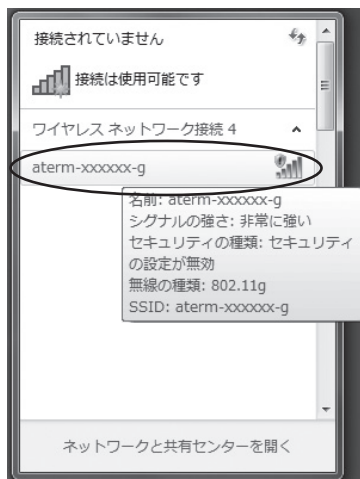 接続されていません
接続は使用可能です
ワイヤレス ネットワーク接続 4
aterm-xxxxxx-g
名前: aterm-xxxxxx-g
シグナルの強さ: 非常に強い
セキュリティの種類: セキュリティ
の設定が無効
無線の種類: 802.11g
SSID: aterm-xxxxxx-g
ネットワークと共有センターを開く